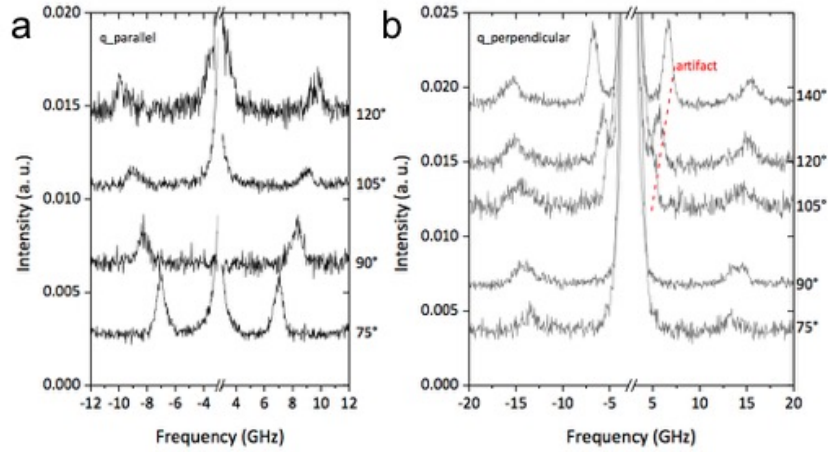 a
q_parallel
0.020
0.015
0.010
0.005
0.000
Intensity (a. u.)
120°
105°
90°
75°
-12 -10 -8 -6 -4 4 6 8 10 12
Frequency (GHz)
b
q_perpendicular
artifact
0.025
0.020
0.015
0.010
0.005
0.000
Intensity (a. u.)
140°
120°
105°
90°
75°
-20 -15 -10 -5 5 10 15 20
Frequency (GHz)